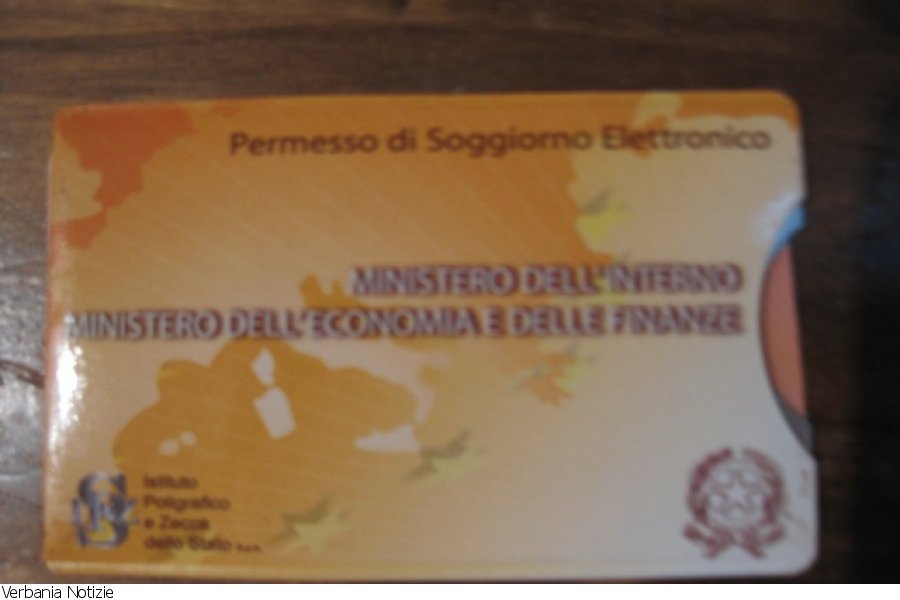 Permesso di Soggiorno Elettronico
MINISTERO DELL'INTERNO
MINISTERO DELL'ECONOMIA E DELLE FINANZE
Istituto
Poligrafico
e Zecca
dello Stato s.p.a.
Verbania Notizie